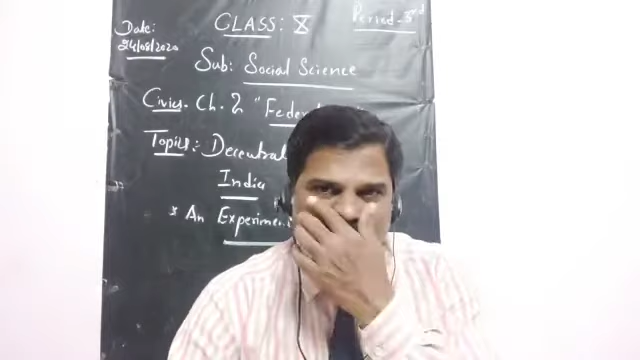 Date: 24/08/2020
CLASS: X
Period - 3rd
Sub: Social Science
Civics. Ch. 2 "Feder
Topic: Decentral
India
* An Experimen